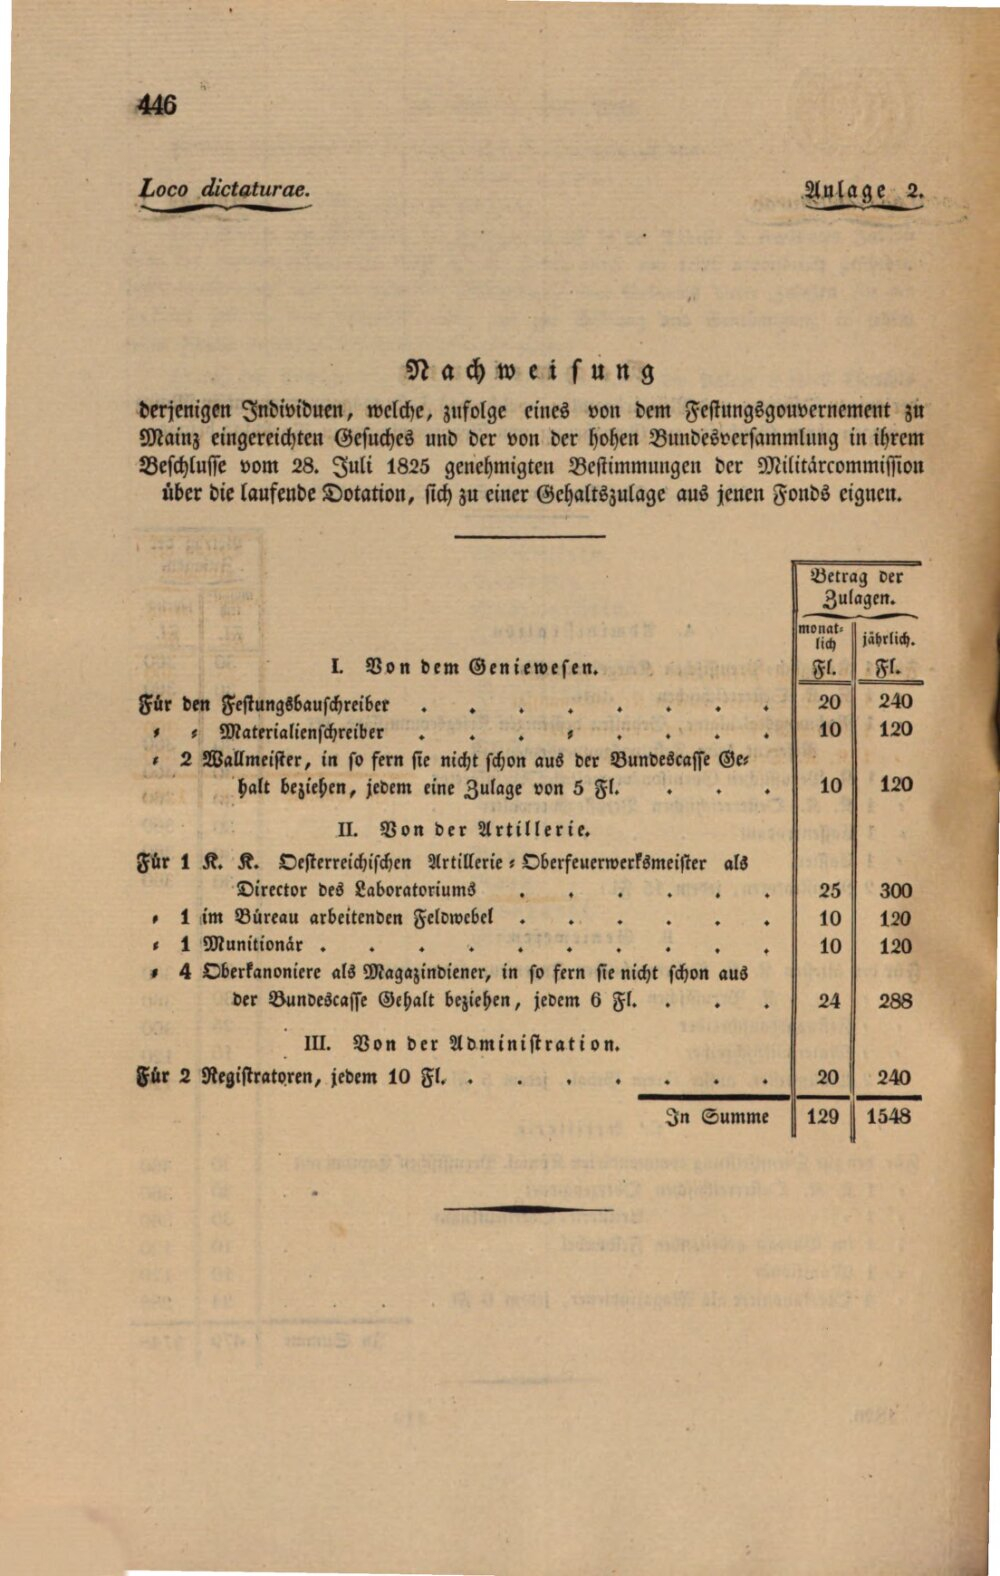 446
Loco dictaturae. Anlage 2.
Nachweisung
derjenigen Individuen, welche, zufolge eines von dem Festungsgouvernement zu
Mainz eingereichten Gesuches und der von der hohen Bundesversammlung in ihrem
Beschlusse vom 28. Juli 1825 genehmigten Bestimmungen der Militärcommission
über die laufende Dotation, sich zu einer Gehaltszulage aus jenen Fonds eignen.
Betrag der
Zulagen.
monat-
lich jährlich.
I. Von dem Geniewesen. Fl. Fl.
Für den Festungsbauschreiber . . . . . . . . 20 240
„ „ Materialienschreiber . . . . . . . . 10 120
„ 2 Wallmeister, in so fern sie nicht schon aus der Bundescasse Ge-
halt beziehen, jedem eine Zulage von 5 Fl. . . . 10 120
II. Von der Artillerie.
Für 1 K. K. Oesterreichischen Artillerie-Oberfeuerwerksmeister als
Director des Laboratoriums . . . . . . 25 300
„ 1 im Büreau arbeitenden Feldwebel . . . . . . 10 120
„ 1 Munitionär . . . . . . . . . . 10 120
„ 4 Oberkanoniere als Magazindiener, in so fern sie nicht schon aus
der Bundescasse Gehalt beziehen, jedem 6 Fl. . . . 24 288
III. Von der Administration.
Für 2 Registratoren, jedem 10 Fl. . . . . . . . 20 240
In Summe 129 1548